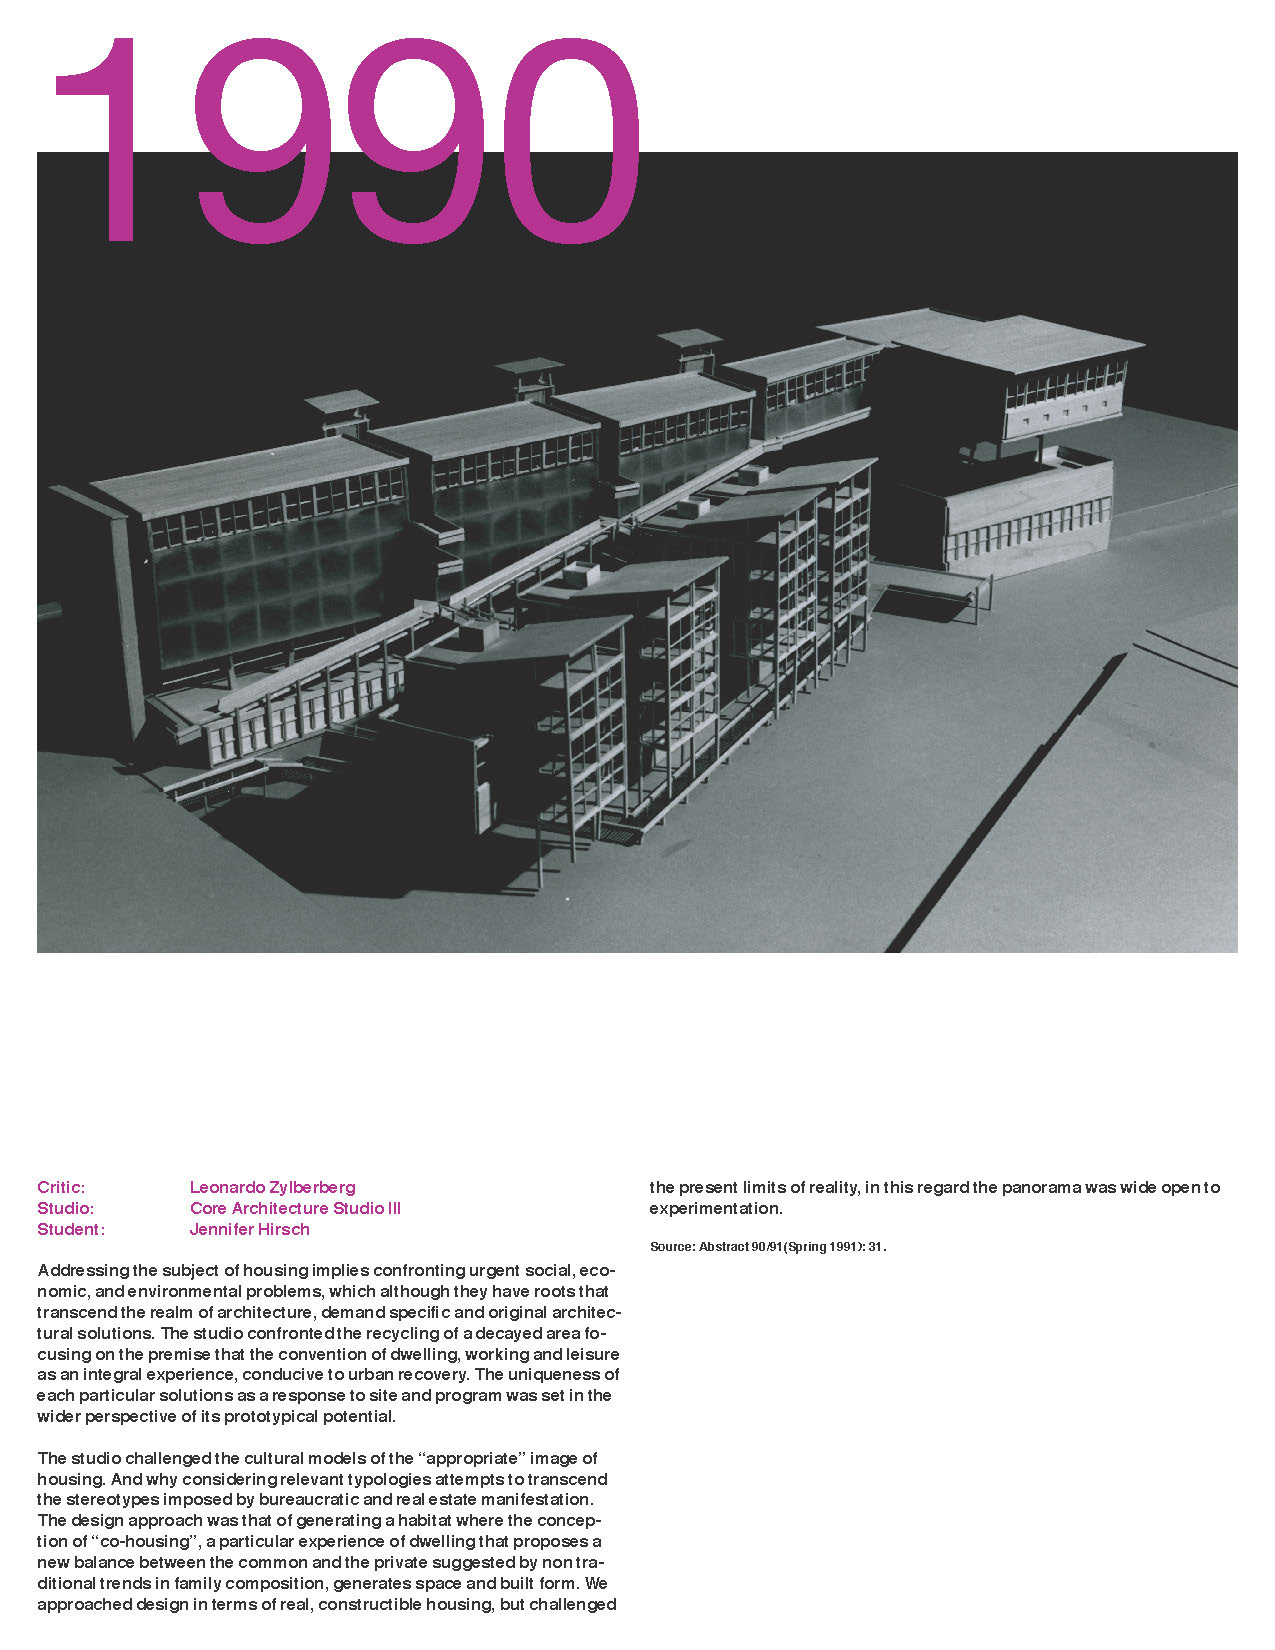 1990
Critic: Leonardo Zylberberg
Studio: Core Architecture Studio III
Student: Jennifer Hirsch
Addressing the subject of housing implies confronting urgent social, eco-
nomic, and environmental problems, which although they have roots that
transcend the realm of architecture, demand specific and original architec-
tural solutions. The studio confronted the recycling of a decayed area fo-
cusing on the premise that the convention of dwelling, working and leisure
as an integral experience, conducive to urban recovery. The uniqueness of
each particular solutions as a response to site and program was set in the
wider perspective of its prototypical potential.
The studio challenged the cultural models of the “appropriate” image of
housing. And why considering relevant typologies attempts to transcend
the stereotypes imposed by bureaucratic and real estate manifestation.
The design approach was that of generating a habitat where the concep-
tion of “co-housing”, a particular experience of dwelling that proposes a
new balance between the common and the private suggested by non tra-
ditional trends in family composition, generates space and built form. We
approached design in terms of real, constructible housing, but challenged
the present limits of reality, in this regard the panorama was wide open to
experimentation.
Source: Abstract 90/91(Spring 1991): 31.